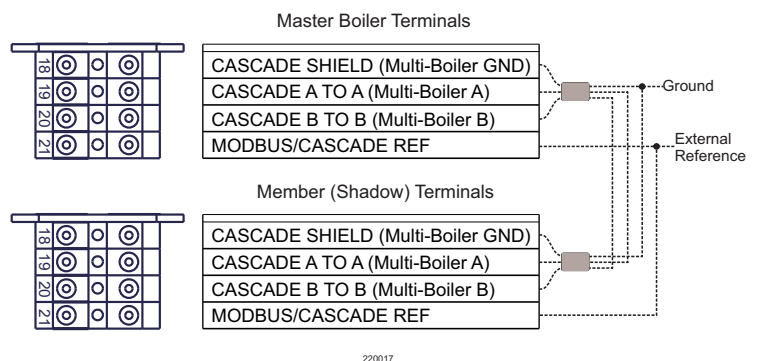 Master Boiler Terminals
18 CASCADE SHIELD (Multi-Boiler GND)
19 CASCADE A TO A (Multi-Boiler A)
20 CASCADE B TO B (Multi-Boiler B)
21 MODBUS/CASCADE REF
Ground
External
Reference
Member (Shadow) Terminals
18 CASCADE SHIELD (Multi-Boiler GND)
19 CASCADE A TO A (Multi-Boiler A)
20 CASCADE B TO B (Multi-Boiler B)
21 MODBUS/CASCADE REF
220017